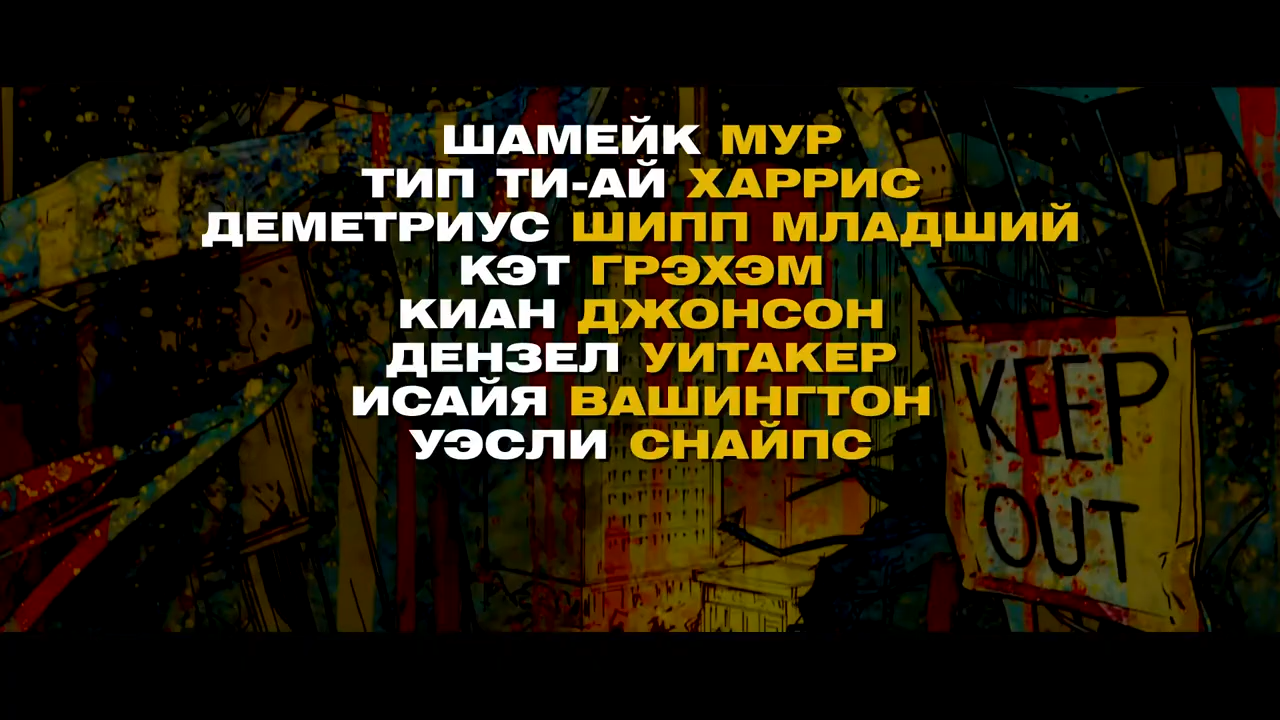 ШАМЕЙК МУР
ТИП ТИ-АЙ ХАРРИС
ДЕМЕТРИУС ШИПП МЛАДШИЙ
КЭТ ГРЭХЭМ
КИАН ДЖОНСОН
ДЕНЗЕЛ УИТАКЕР
ИСАЙЯ ВАШИНГТОН
УЭСЛИ СНАЙПС
KEEP
OUT